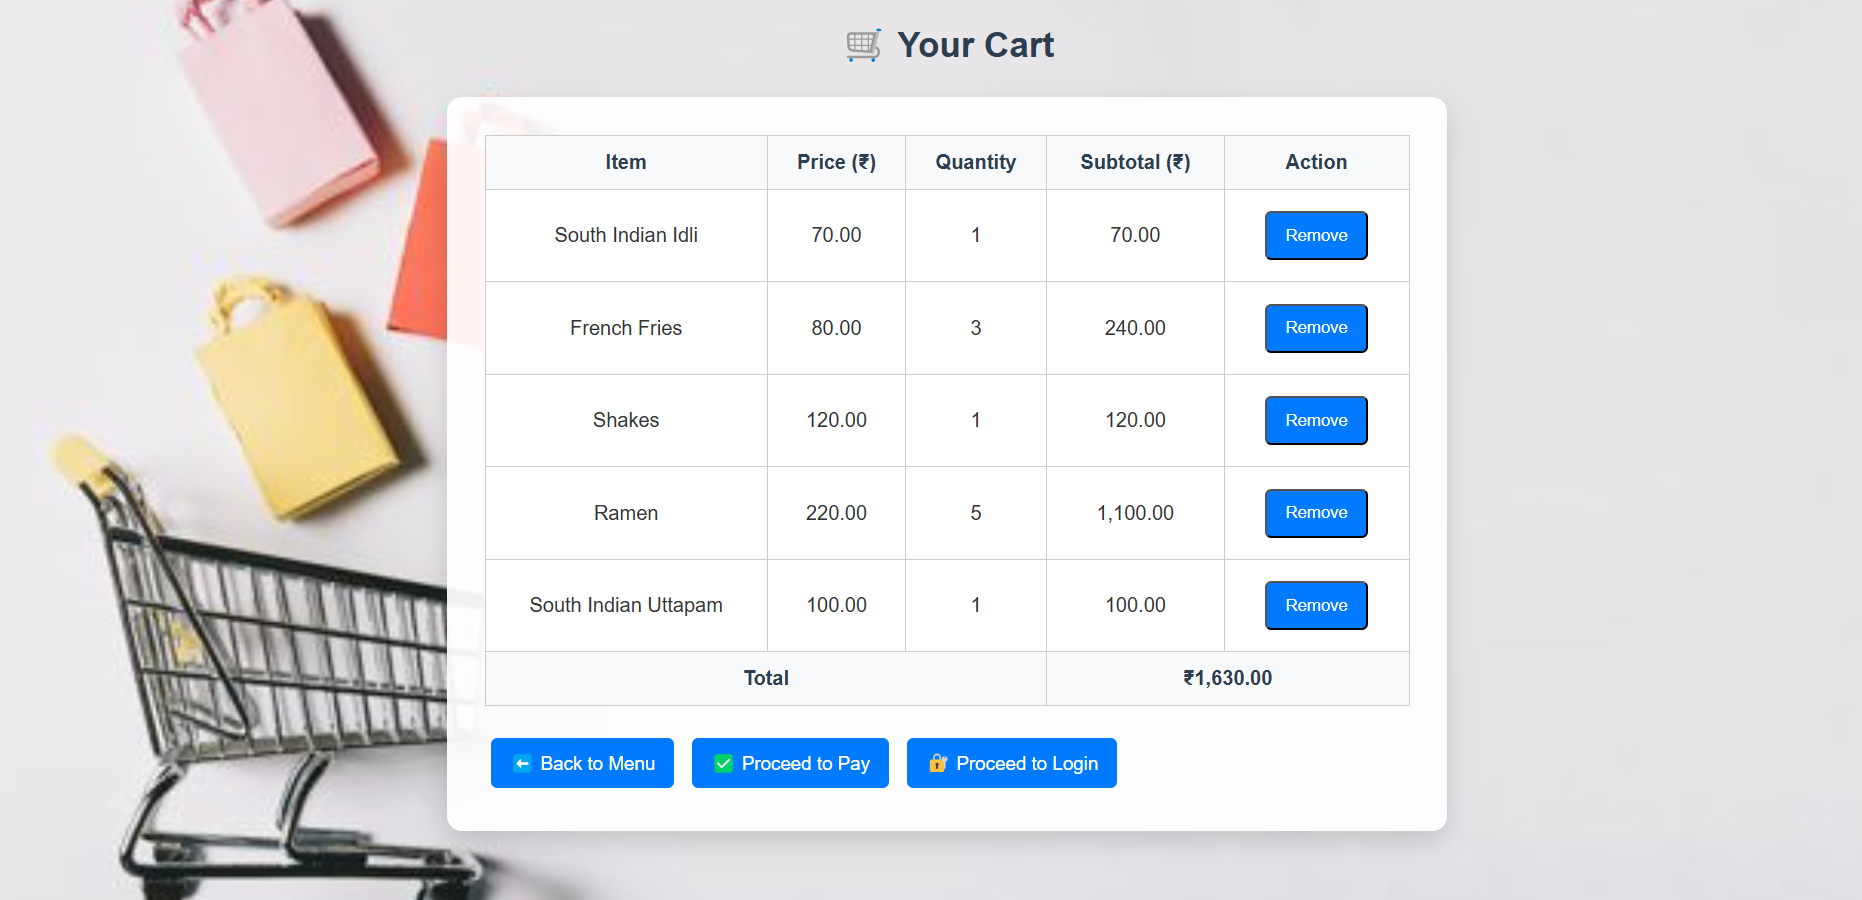 🛒 Your Cart
Item Price (₹) Quantity Subtotal (₹) Action
South Indian Idli 70.00 1 70.00 Remove
French Fries 80.00 3 240.00 Remove
Shakes 120.00 1 120.00 Remove
Ramen 220.00 5 1,100.00 Remove
South Indian Uttapam 100.00 1 100.00 Remove
Total ₹1,630.00
⬅️ Back to Menu ✅ Proceed to Pay 🔐 Proceed to Login